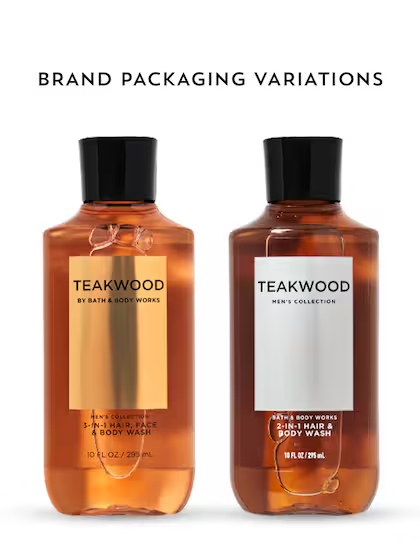 BRAND PACKAGING VARIATIONS
TEAKWOOD
BY BATH & BODY WORKS
MEN'S COLLECTION
3-IN-1 HAIR, FACE
& BODY WASH
10 FL OZ / 295 mL
TEAKWOOD
MEN'S COLLECTION
BATH & BODY WORKS
2-IN-1 HAIR &
BODY WASH
10 FL OZ / 295 mL